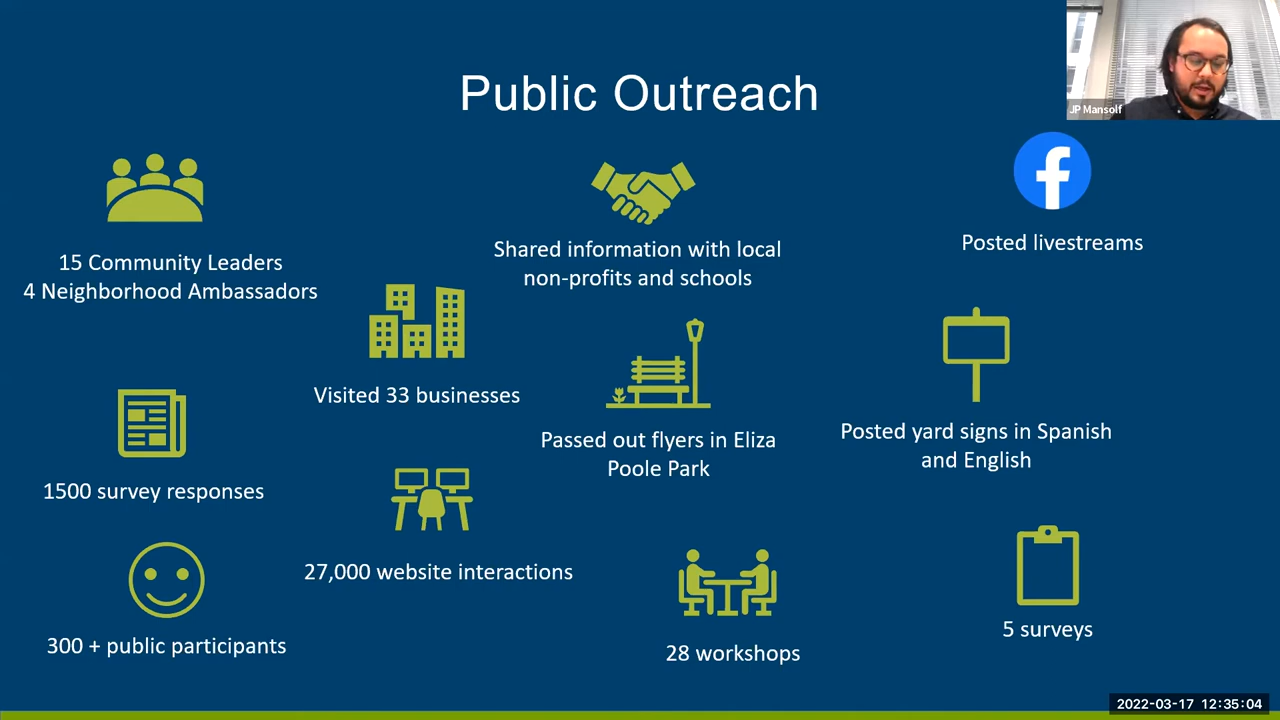 Public Outreach
JP Mansolf
15 Community Leaders
4 Neighborhood Ambassadors
Shared information with local
non-profits and schools
Posted livestreams
Visited 33 businesses
Passed out flyers in Eliza
Poole Park
Posted yard signs in Spanish
and English
1500 survey responses
27,000 website interactions
300 + public participants
28 workshops
5 surveys
2022-03-17 12:35:04